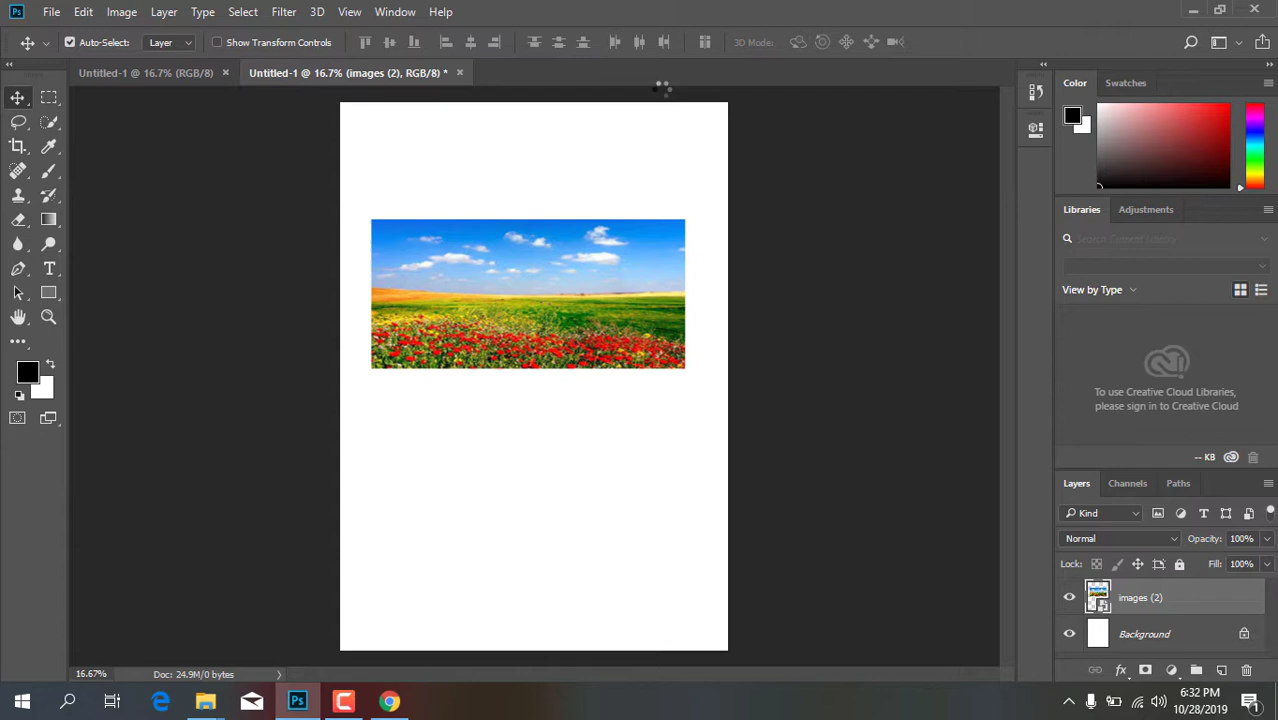 Ps File Edit Image Layer Type Select Filter 3D View Window Help
Auto-Select: Layer Show Transform Controls 3D Mode:
Untitled-1 @ 16.7% (RGB/8) × Untitled-1 @ 16.7% (images (2), RGB/8) * ×
Color Swatches
Libraries Adjustments
Search Current Library
View by Type
To use Creative Cloud Libraries,
please sign in to Creative Cloud
-- KB
Layers Channels Paths
Kind
Normal Opacity: 100%
Lock: Fill: 100%
images (2)
Background
16.67% Doc: 24.9M/0 bytes
6:32 PM
10/28/2019
1